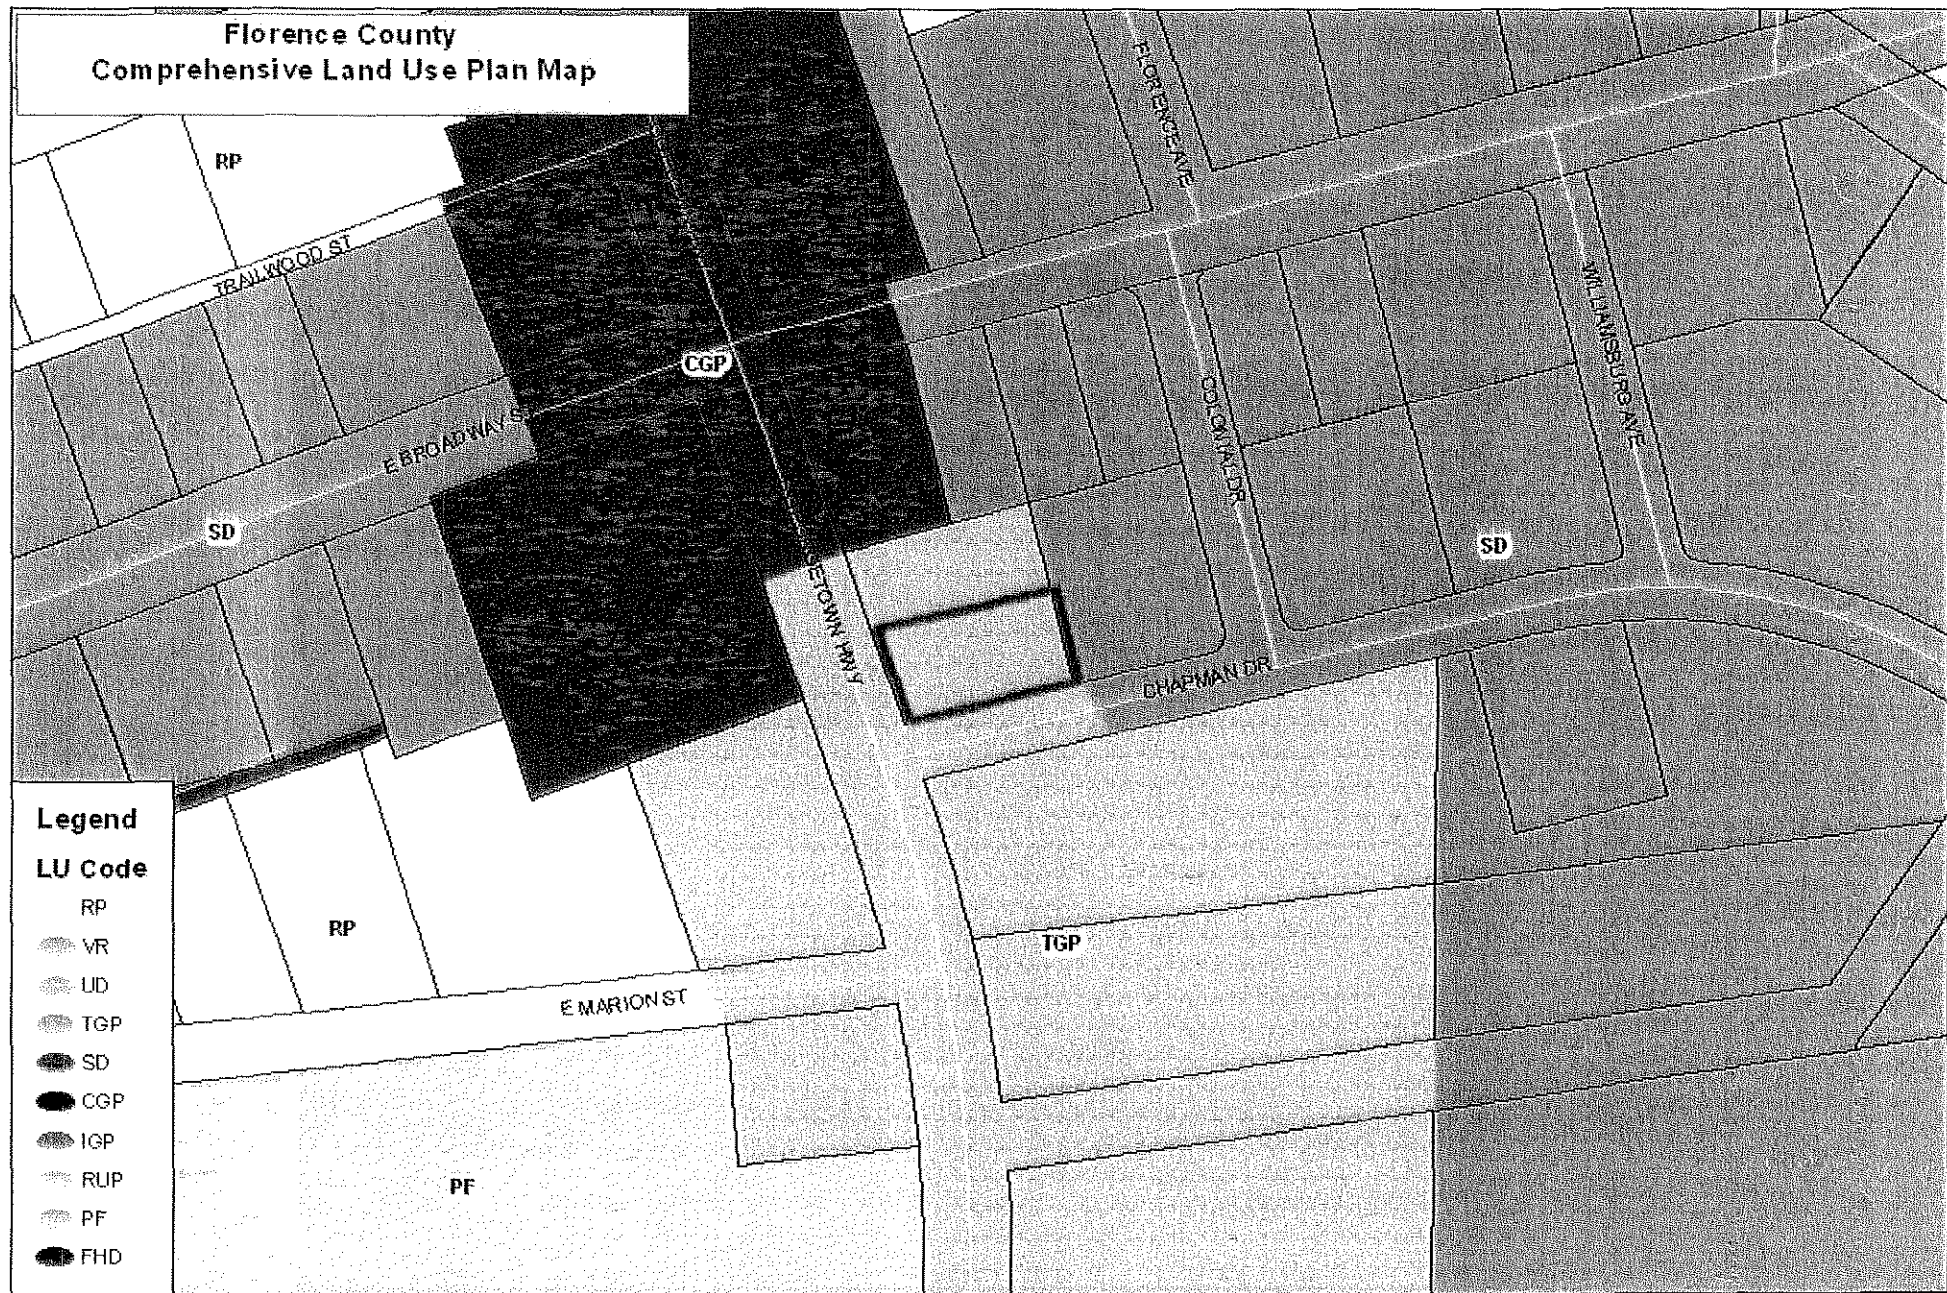 Florence County
Comprehensive Land Use Plan Map
RP
FLORENCE AVE
TRAILWOOD ST
CGP
WILLIAMSBURG AVE
COLONIAL DR
E BROADWAY ST
SD
SD
HWY
CHAPMAN DR
Legend
LU Code
RP
VR
UD
TGP
SD
CGP
IGP
RUP
PF
FHD
RP
TGP
E MARION ST
PF